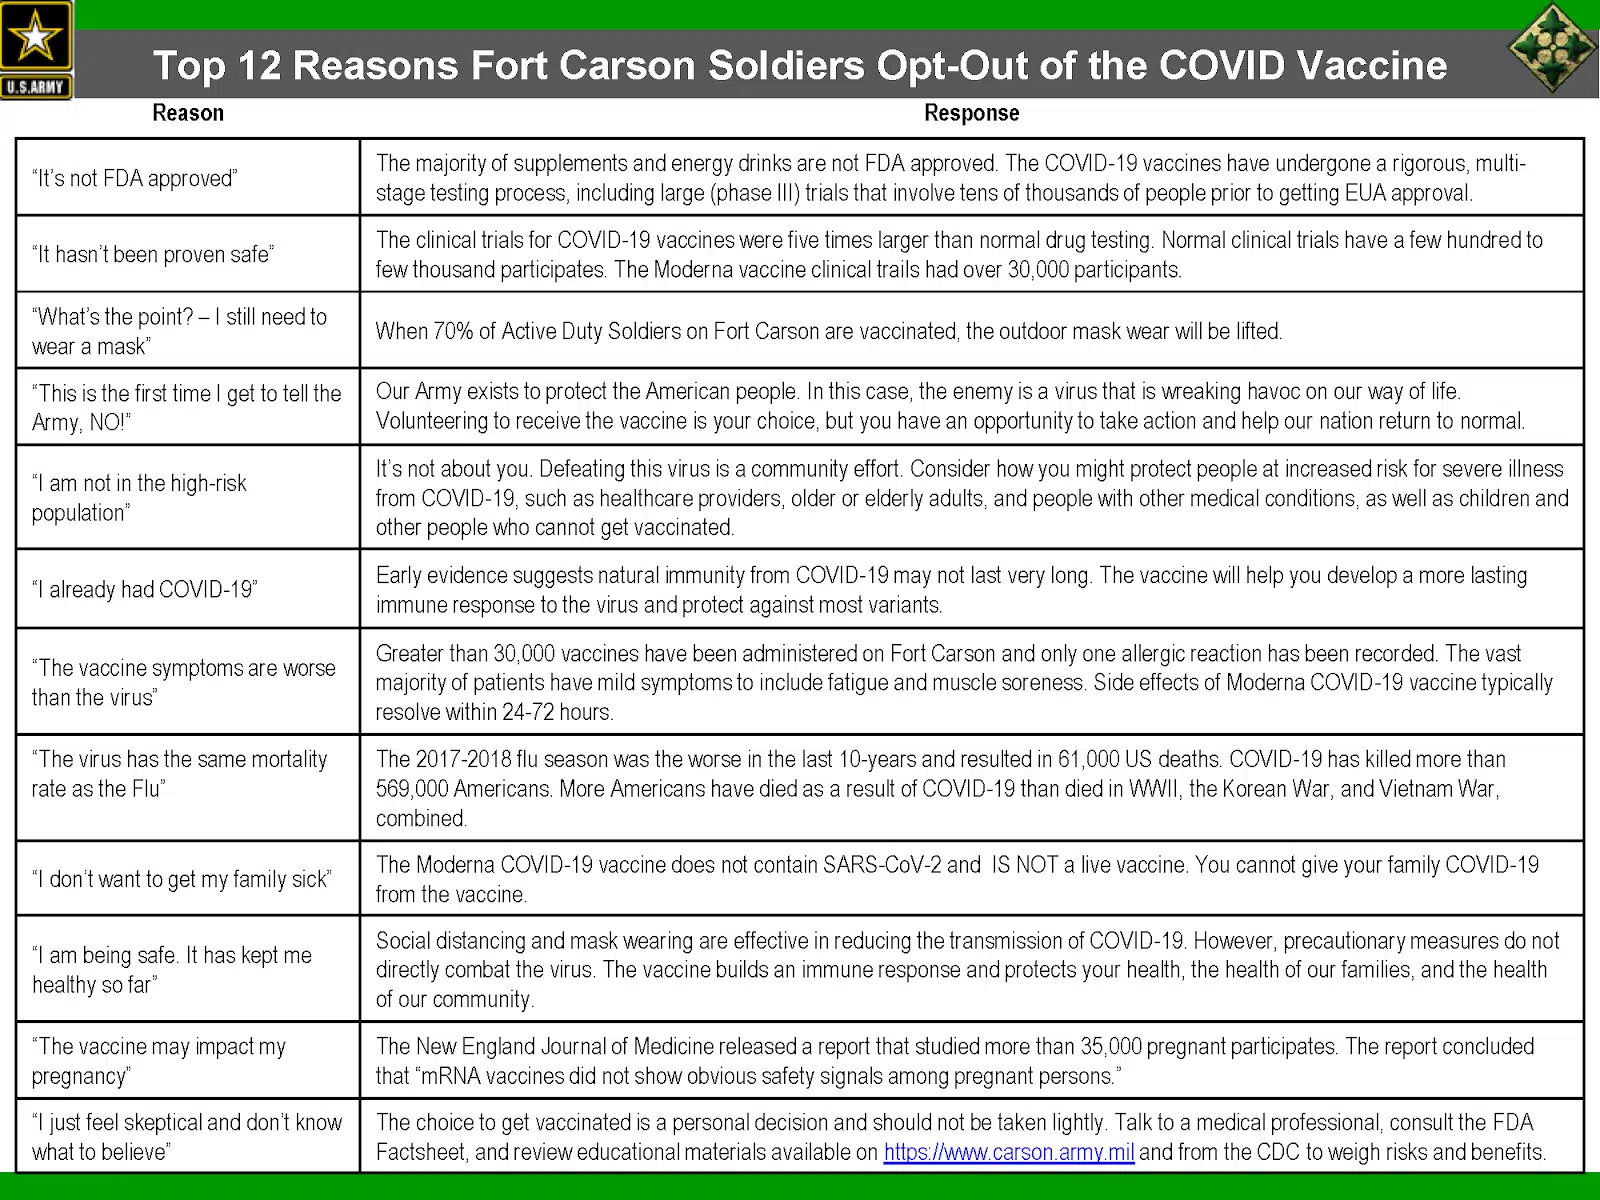 U.S.ARMY
Top 12 Reasons Fort Carson Soldiers Opt-Out of the COVID Vaccine
Reason
Response
“It’s not FDA approved”
The majority of supplements and energy drinks are not FDA approved. The COVID-19 vaccines have undergone a rigorous, multi-
stage testing process, including large (phase III) trials that involve tens of thousands of people prior to getting EUA approval.
“It hasn’t been proven safe”
The clinical trials for COVID-19 vaccines were five times larger than normal drug testing. Normal clinical trials have a few hundred to
few thousand participates. The Moderna vaccine clinical trails had over 30,000 participants.
“What’s the point? – I still need to
wear a mask”
When 70% of Active Duty Soldiers on Fort Carson are vaccinated, the outdoor mask wear will be lifted.
“This is the first time I get to tell the
Army, NO!”
Our Army exists to protect the American people. In this case, the enemy is a virus that is wreaking havoc on our way of life.
Volunteering to receive the vaccine is your choice, but you have an opportunity to take action and help our nation return to normal.
“I am not in the high-risk
population”
It’s not about you. Defeating this virus is a community effort. Consider how you might protect people at increased risk for severe illness
from COVID-19, such as healthcare providers, older or elderly adults, and people with other medical conditions, as well as children and
other people who cannot get vaccinated.
“I already had COVID-19”
Early evidence suggests natural immunity from COVID-19 may not last very long. The vaccine will help you develop a more lasting
immune response to the virus and protect against most variants.
“The vaccine symptoms are worse
than the virus”
Greater than 30,000 vaccines have been administered on Fort Carson and only one allergic reaction has been recorded. The vast
majority of patients have mild symptoms to include fatigue and muscle soreness. Side effects of Moderna COVID-19 vaccine typically
resolve within 24-72 hours.
“The virus has the same mortality
rate as the Flu”
The 2017-2018 flu season was the worse in the last 10-years and resulted in 61,000 US deaths. COVID-19 has killed more than
569,000 Americans. More Americans have died as a result of COVID-19 than died in WWII, the Korean War, and Vietnam War,
combined.
“I don’t want to get my family sick”
The Moderna COVID-19 vaccine does not contain SARS-CoV-2 and IS NOT a live vaccine. You cannot give your family COVID-19
from the vaccine.
“I am being safe. It has kept me
healthy so far”
Social distancing and mask wearing are effective in reducing the transmission of COVID-19. However, precautionary measures do not
directly combat the virus. The vaccine builds an immune response and protects your health, the health of our families, and the health
of our community.
“The vaccine may impact my
pregnancy”
The New England Journal of Medicine released a report that studied more than 35,000 pregnant participates. The report concluded
that “mRNA vaccines did not show obvious safety signals among pregnant persons.”
“I just feel skeptical and don’t know
what to believe”
The choice to get vaccinated is a personal decision and should not be taken lightly. Talk to a medical professional, consult the FDA
Factsheet, and review educational materials available on https://www.carson.army.mil and from the CDC to weigh risks and benefits.